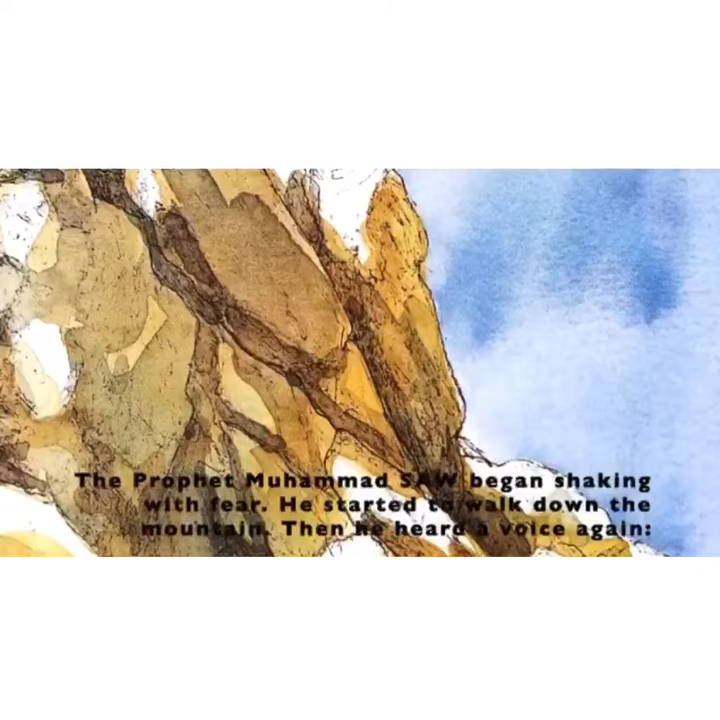 The Prophet Muhammad SAW began shaking
with fear. He started to walk down the
mountain. Then he heard a voice again: